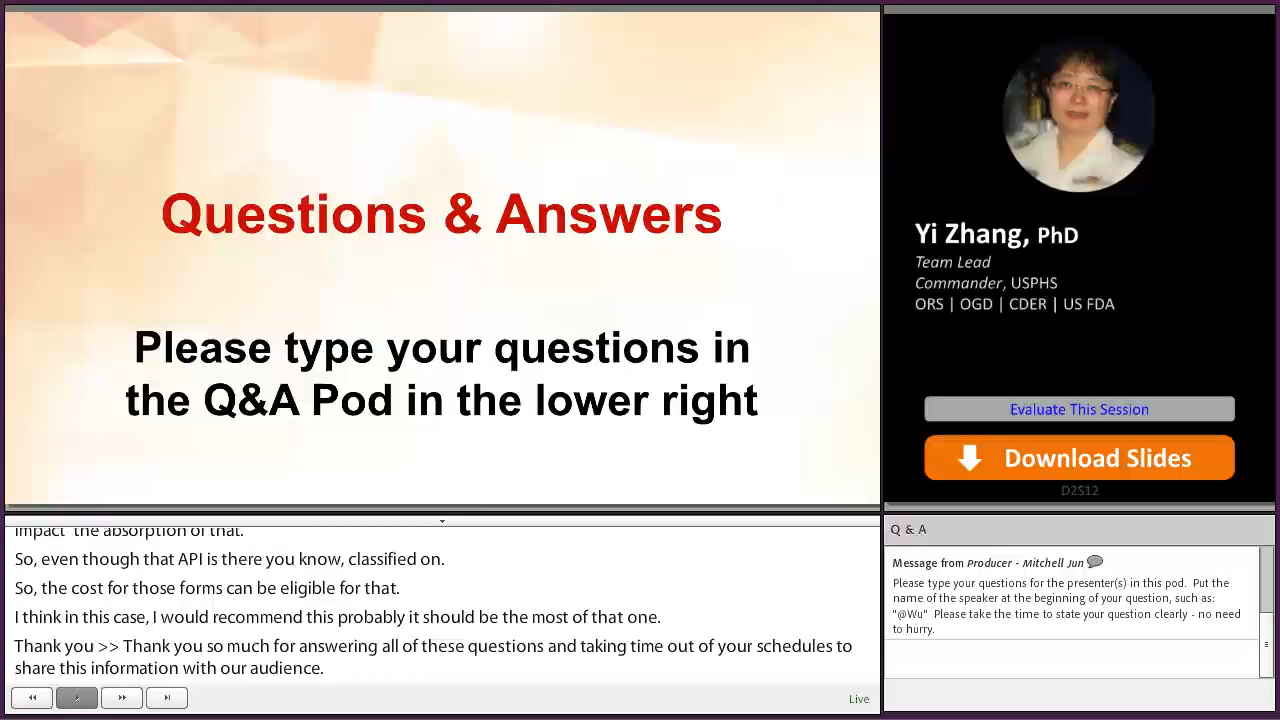 Questions & Answers
Please type your questions in
the Q&A Pod in the lower right
Yi Zhang, PhD
Team Lead
Commander, USPHS
ORS | OGD | CDER | US FDA
Evaluate This Session
Download Slides
D2S12
impact the absorption of that.
So, even though that API is there you know, classified on.
So, the cost for those forms can be eligible for that.
I think in this case, I would recommend this probably it should be the most of that one.
Thank you >> Thank you so much for answering all of these questions and taking time out of your schedules to
share this information with our audience.
Live
Q & A
Message from Producer - Mitchell Jun
Please type your questions for the presenter(s) in this pod. Put the
name of the speaker at the beginning of your question, such as:
"@Wu" Please take the time to state your question clearly - no need
to hurry.